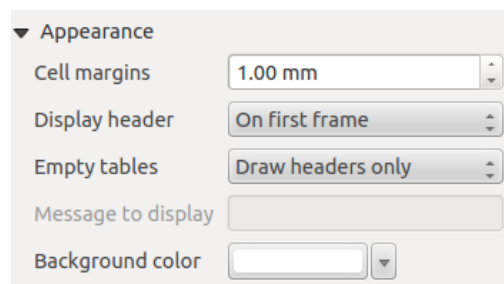 Appearance
Cell margins 1.00 mm
Display header On first frame
Empty tables Draw headers only
Message to display
Background color